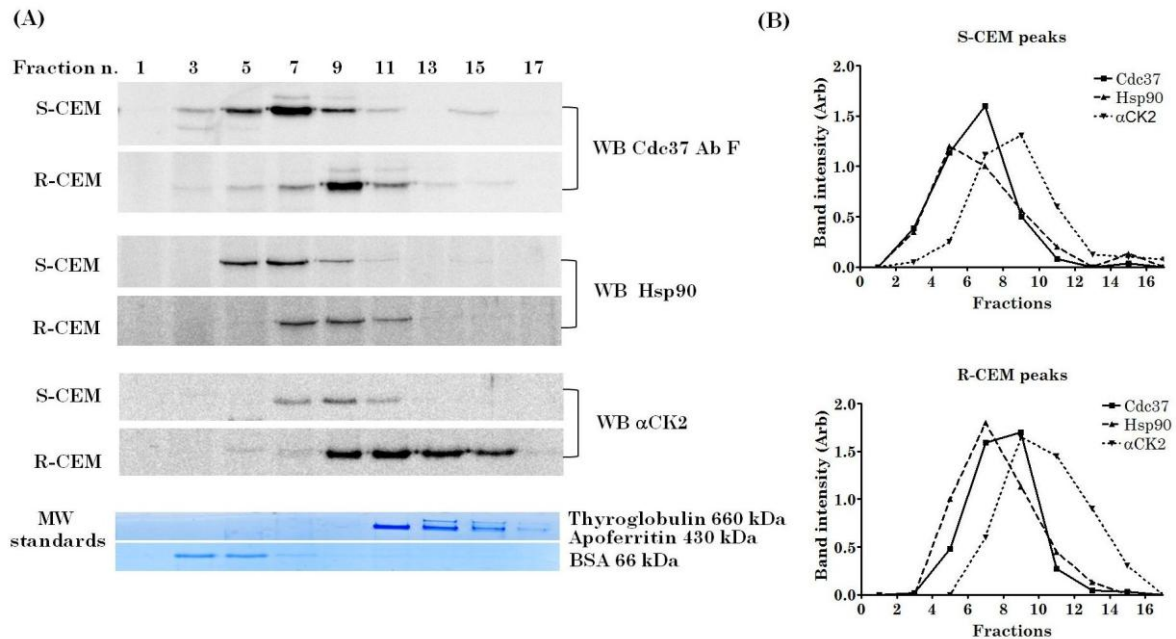 (A)
Fraction n. 1 3 5 7 9 11 13 15 17
S-CEM
R-CEM
WB Cdc37 Ab F
S-CEM
R-CEM
WB Hsp90
S-CEM
R-CEM
WB αCK2
MW
standards
Thyroglobulin 660 kDa
Apoferritin 430 kDa
BSA 66 kDa
(B)
S-CEM peaks
Band intensity (Arb)
2.0
1.5
1.0
0.5
0.0
0 2 4 6 8 10 12 14 16
Fractions
Cdc37
Hsp90
αCK2
R-CEM peaks
Band intensity (Arb)
2.0
1.5
1.0
0.5
0.0
0 2 4 6 8 10 12 14 16
Fractions
Cdc37
Hsp90
αCK2